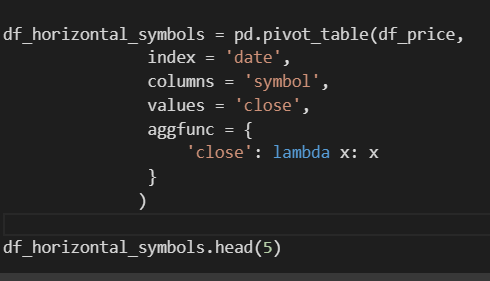 df_horizontal_symbols = pd.pivot_table(df_price,
index = 'date',
columns = 'symbol',
values = 'close',
aggfunc = {
'close': lambda x: x
}
)
df_horizontal_symbols.head(5)